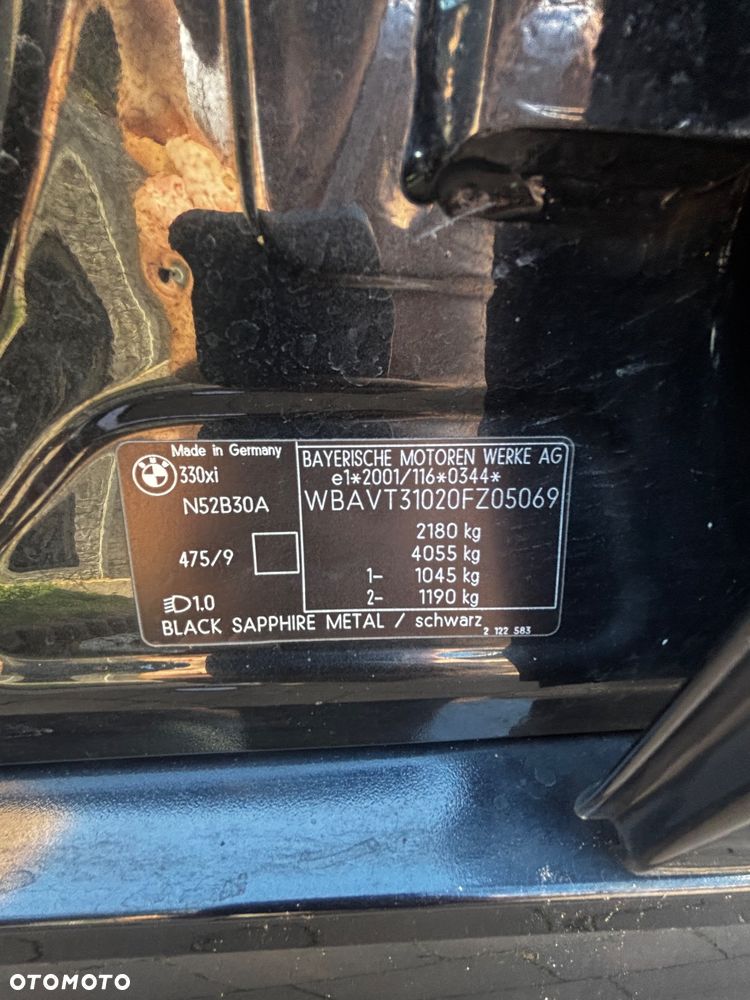 Made in Germany
BMW
330xi
N52B30A
475/9
1.0
BAYERISCHE MOTOREN WERKE AG
e1*2001/116*0344*
WBAVT31020FZ05069
2180 kg
4055 kg
1- 1045 kg
2- 1190 kg
BLACK SAPPHIRE METAL / schwarz
2 122 583
OTOMOTO